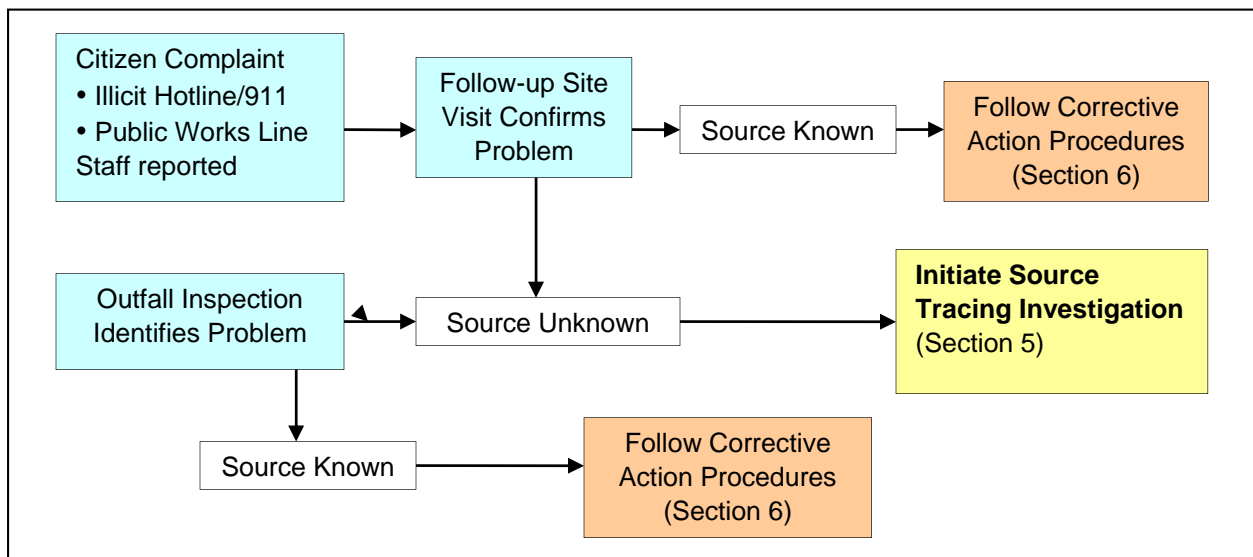 Citizen Complaint
• Illicit Hotline/911
• Public Works Line
Staff reported
Follow-up Site
Visit Confirms
Problem
Source Known
Follow Corrective
Action Procedures
(Section 6)
Outfall Inspection
Identifies Problem
Source Unknown
Initiate Source
Tracing Investigation
(Section 5)
Source Known
Follow Corrective
Action Procedures
(Section 6)